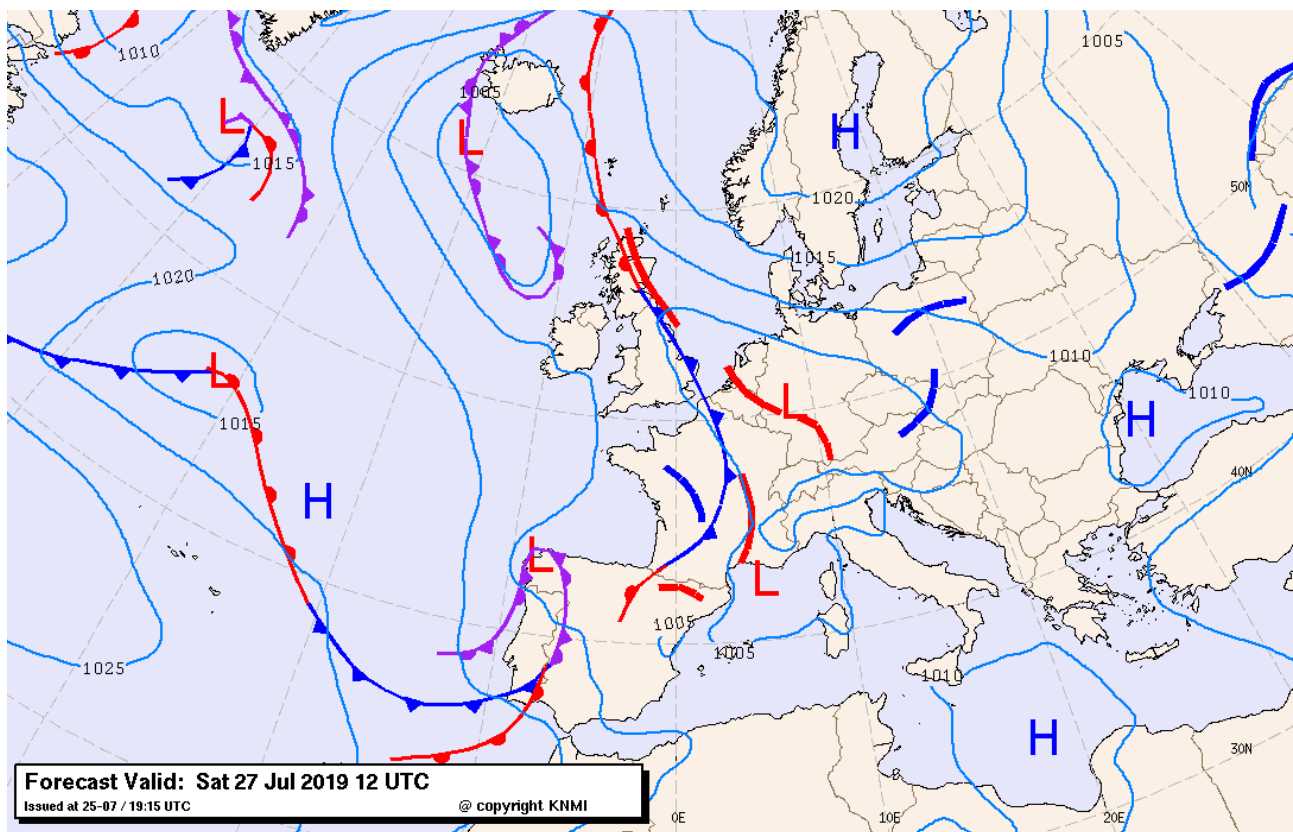 1010
1005
1005
L
L
H
1015
50N
1020
1015
1020
1010
L
L
1010
H
1015
40N
H
L
L
1005
1005
1025
1010
H
30N
Forecast Valid: Sat 27 Jul 2019 12 UTC
Issued at 25-07 / 19:15 UTC
@ copyright KNMI
0E
10E
20E